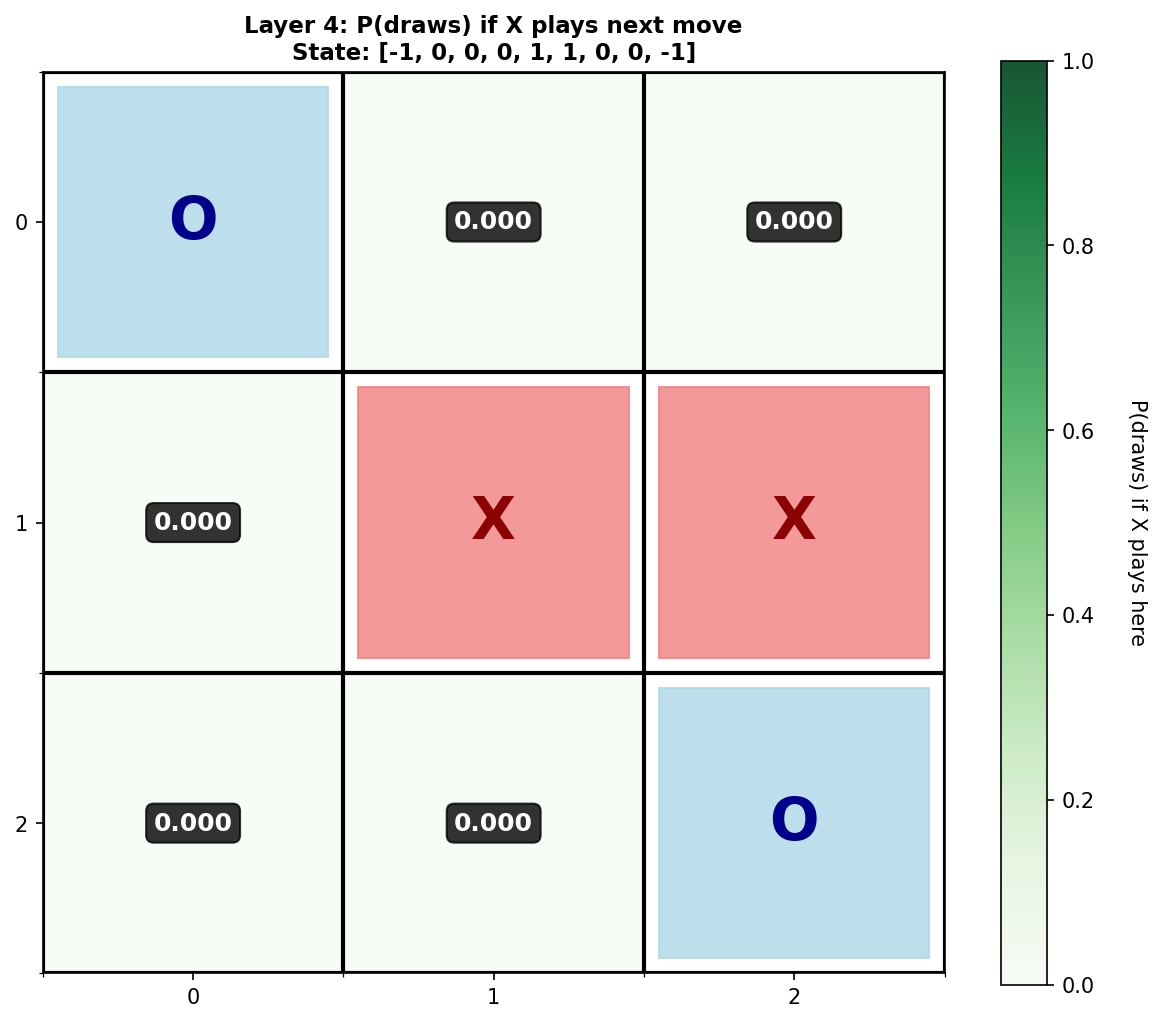 Layer 4: P(draws) if X plays next move
State: [-1, 0, 0, 0, 1, 1, 0, 0, -1]
0
O
0.000
0.000
1
0.000
X
X
2
0.000
0.000
O
0
1
2
1.0
0.8
0.6
0.4
0.2
0.0
P(draws) if X plays here